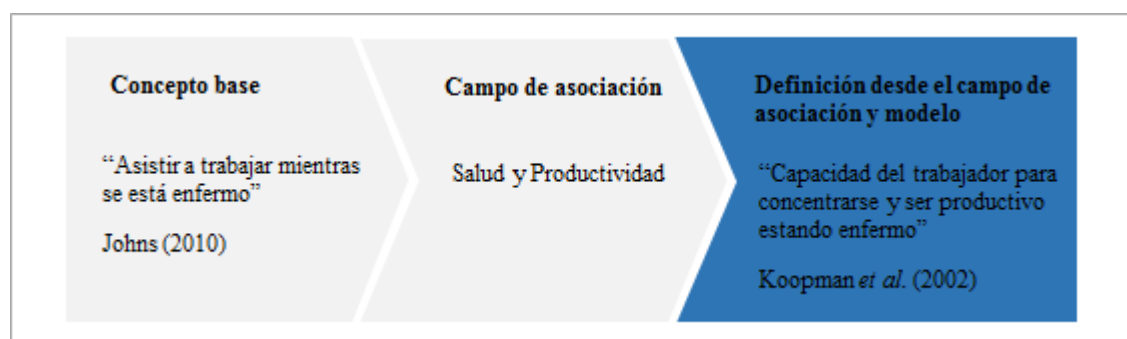 Concepto base
“Asistir a trabajar mientras
se está enfermo”
Johns (2010)
Campo de asociación
Salud y Productividad
Definición desde el campo de
asociación y modelo
“Capacidad del trabajador para
concentrarse y ser productivo
estando enfermo”
Koopman et al. (2002)